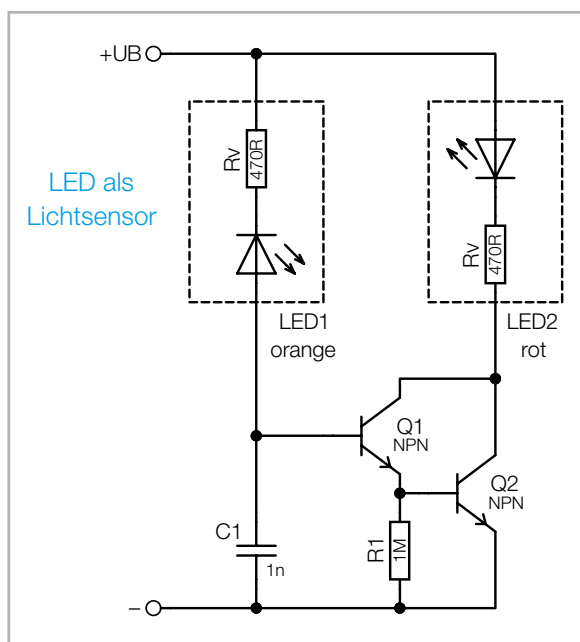 +UB
Rv
470R
LED als
Lichtsensor
LED1
orange
Rv
470R
LED2
rot
Q1
NPN
Q2
NPN
C1
1n
R1
1M
–